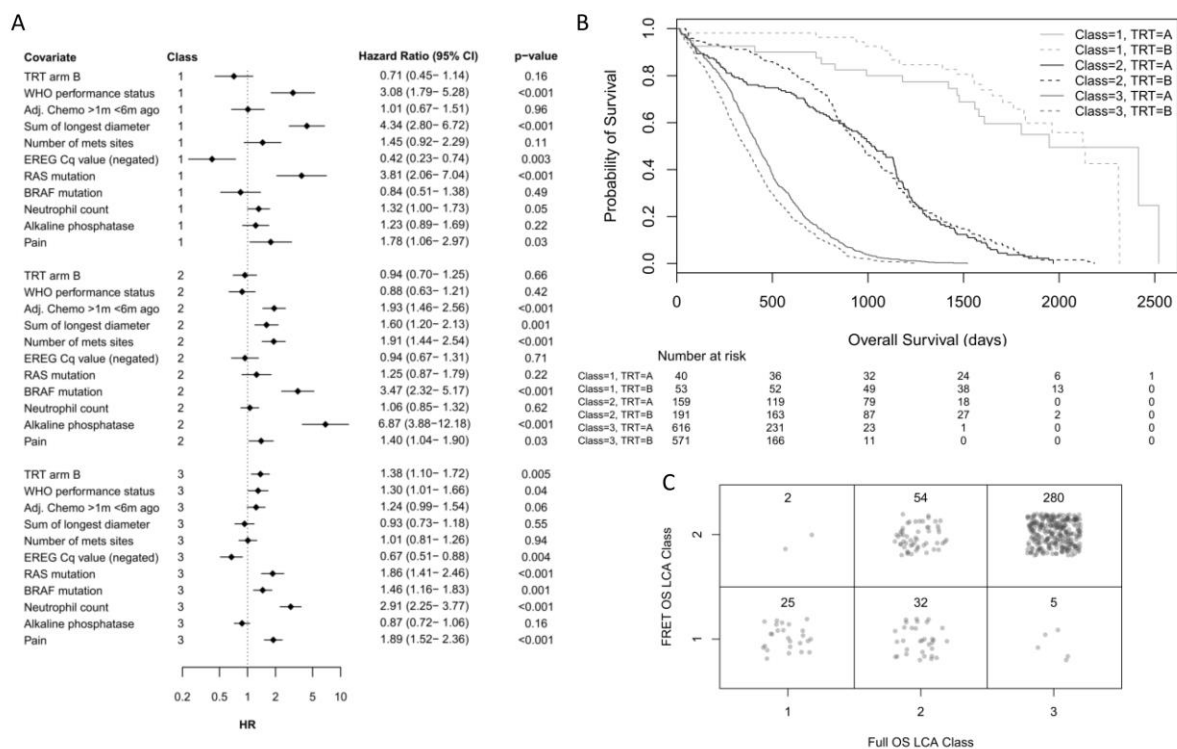 A
Covariate Class Hazard Ratio (95% CI) p-value
TRT arm B 1 0.71 (0.45− 1.14) 0.16
WHO performance status 1 3.08 (1.79− 5.28) <0.001
Adj. Chemo >1m <6m ago 1 1.01 (0.67− 1.51) 0.96
Sum of longest diameter 1 4.34 (2.80− 6.72) <0.001
Number of mets sites 1 1.45 (0.92− 2.29) 0.11
EREG Cq value (negated) 1 0.42 (0.23− 0.74) 0.003
RAS mutation 1 3.81 (2.06− 7.04) <0.001
BRAF mutation 1 0.84 (0.51− 1.38) 0.49
Neutrophil count 1 1.32 (1.00− 1.73) 0.05
Alkaline phosphatase 1 1.23 (0.89− 1.69) 0.22
Pain 1 1.78 (1.06− 2.97) 0.03
TRT arm B 2 0.94 (0.70− 1.25) 0.66
WHO performance status 2 0.88 (0.63− 1.21) 0.42
Adj. Chemo >1m <6m ago 2 1.93 (1.46− 2.56) <0.001
Sum of longest diameter 2 1.60 (1.20− 2.13) 0.001
Number of mets sites 2 1.91 (1.44− 2.54) <0.001
EREG Cq value (negated) 2 0.94 (0.67− 1.31) 0.71
RAS mutation 2 1.25 (0.87− 1.79) 0.22
BRAF mutation 2 3.47 (2.32− 5.17) <0.001
Neutrophil count 2 1.06 (0.85− 1.32) 0.62
Alkaline phosphatase 2 6.87 (3.88−12.18) <0.001
Pain 2 1.40 (1.04− 1.90) 0.03
TRT arm B 3 1.38 (1.10− 1.72) 0.005
WHO performance status 3 1.30 (1.01− 1.66) 0.04
Adj. Chemo >1m <6m ago 3 1.24 (0.99− 1.54) 0.06
Sum of longest diameter 3 0.93 (0.73− 1.18) 0.55
Number of mets sites 3 1.01 (0.81− 1.26) 0.94
EREG Cq value (negated) 3 0.67 (0.51− 0.88) 0.004
RAS mutation 3 1.86 (1.41− 2.46) <0.001
BRAF mutation 3 1.46 (1.16− 1.83) 0.001
Neutrophil count 3 2.91 (2.25− 3.77) <0.001
Alkaline phosphatase 3 0.87 (0.72− 1.06) 0.16
Pain 3 1.89 (1.52− 2.36) <0.001
0.2 0.5 1 2 5 10
HR
B
Probability of Survival
1.0
0.8
0.6
0.4
0.2
0.0
Class=1, TRT=A
Class=1, TRT=B
Class=2, TRT=A
Class=2, TRT=B
Class=3, TRT=A
Class=3, TRT=B
0 500 1000 1500 2000 2500
Overall Survival (days)
Number at risk
Class=1, TRT=A 40 36 32 24 6 1
Class=1, TRT=B 53 52 49 38 13 0
Class=2, TRT=A 159 119 79 18 0 0
Class=2, TRT=B 191 163 87 27 2 0
Class=3, TRT=A 616 231 23 1 0 0
Class=3, TRT=B 571 166 11 0 0 0
C
FRET OS LCA Class
2 54 280
2
25 32 5
1
1 2 3
Full OS LCA Class